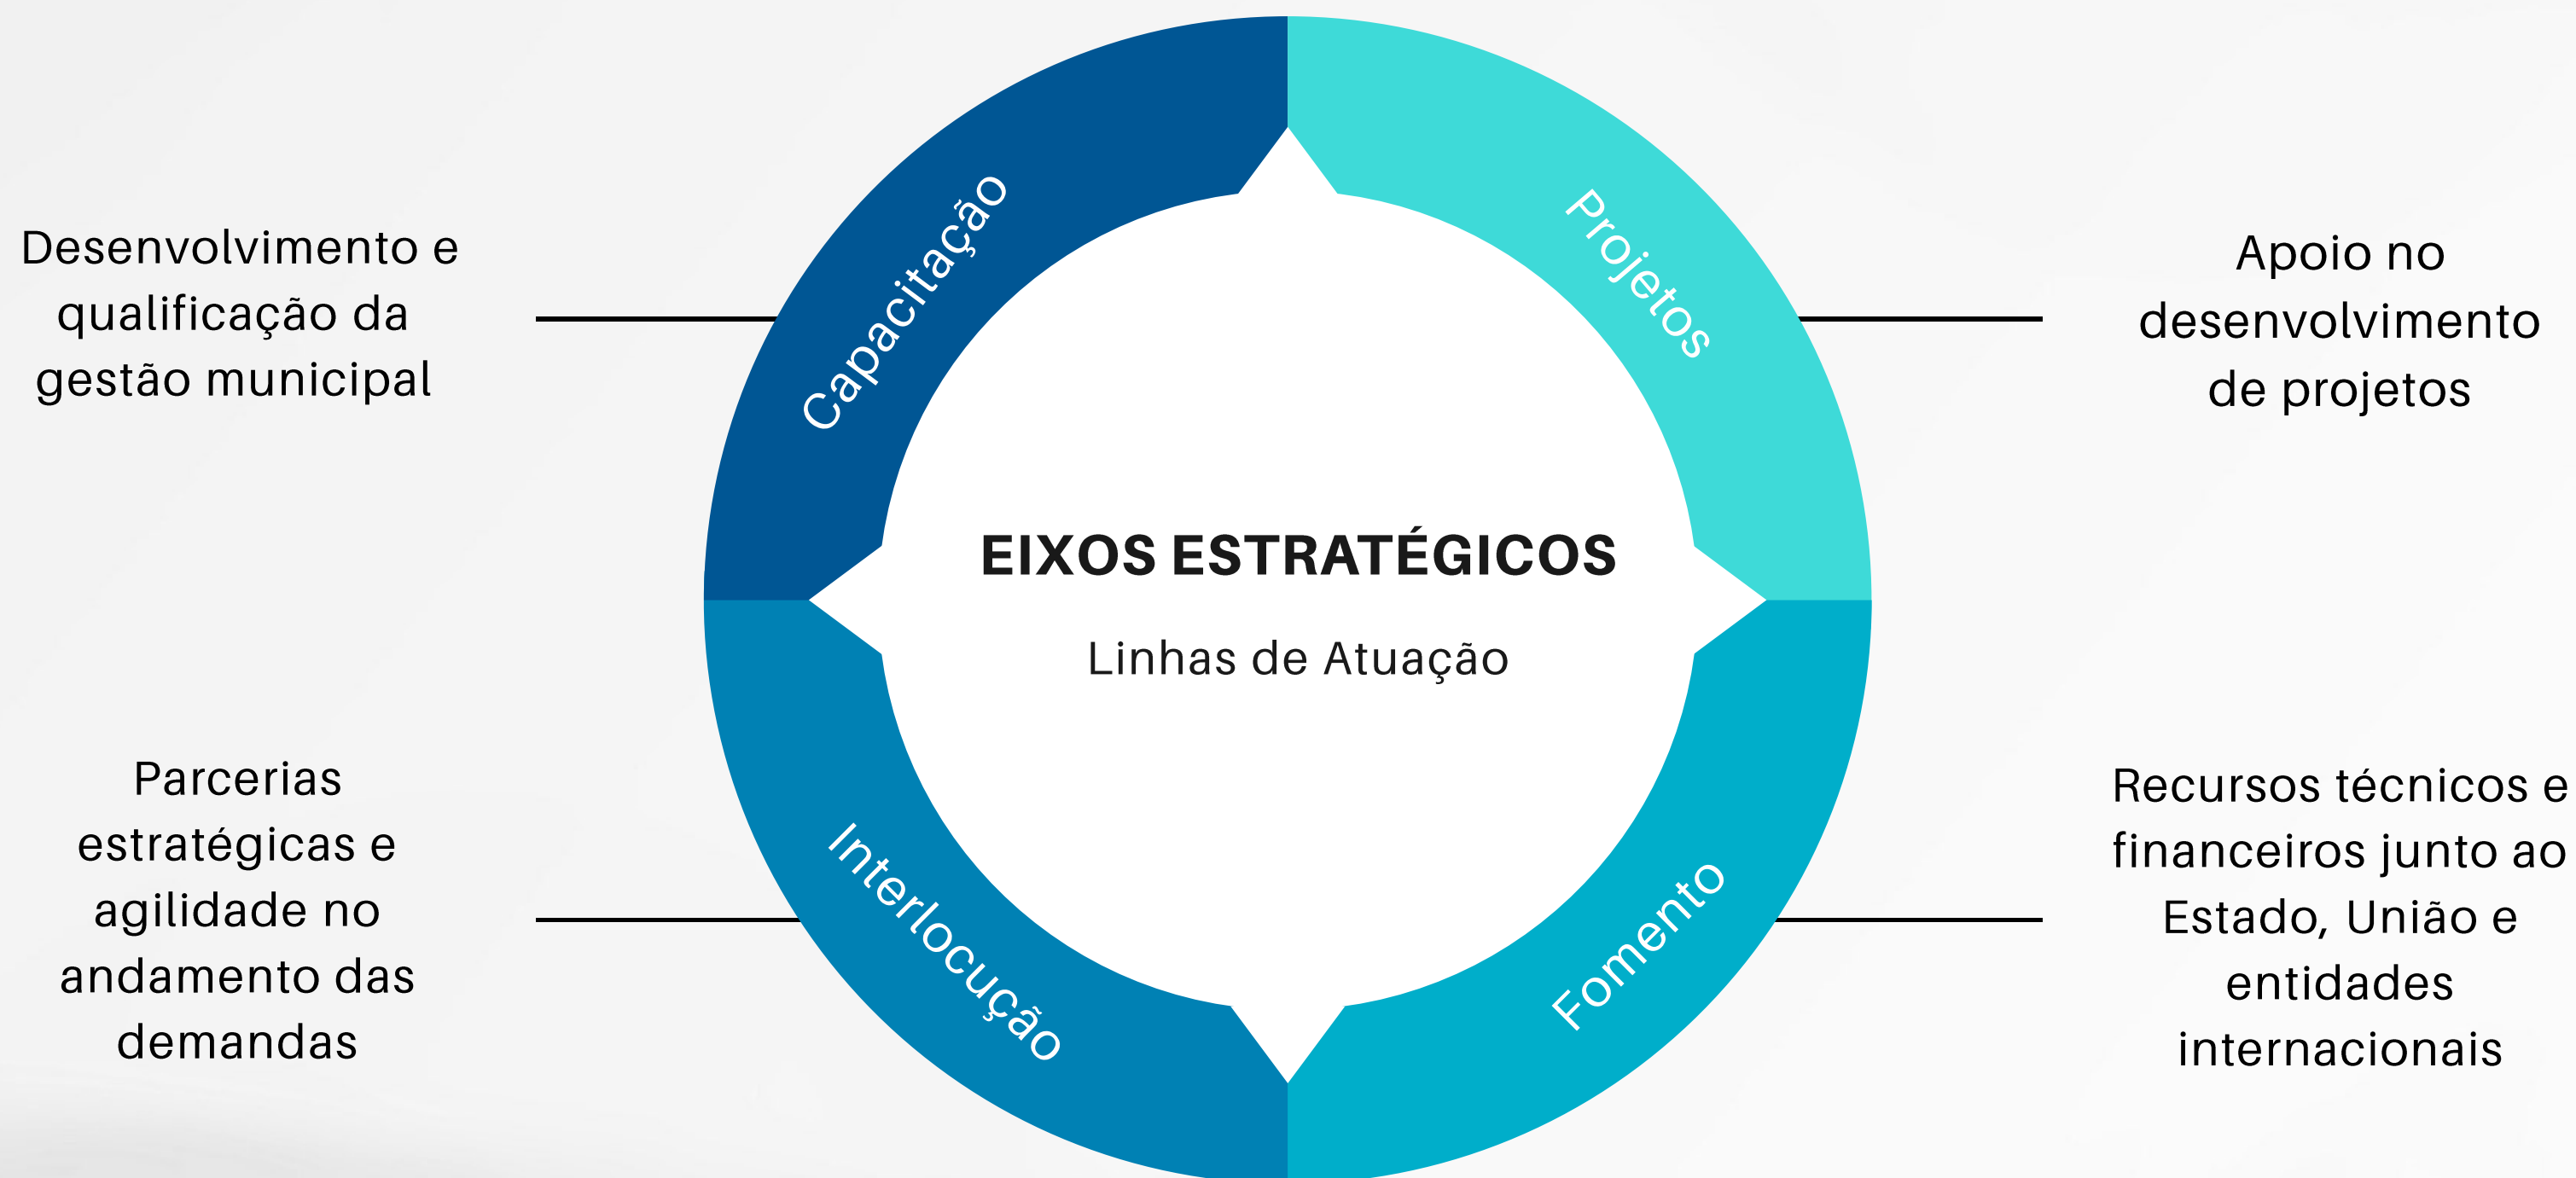 Capacitação
Projetos
Desenvolvimento e
qualificação da
gestão municipal
Apoio no
desenvolvimento
de projetos
EIXOS ESTRATÉGICOS
Linhas de Atuação
Parcerias
estratégicas e
agilidade no
andamento das
demandas
Interlocução
Fomento
Recursos técnicos e
financeiros junto ao
Estado, União e
entidades
internacionais